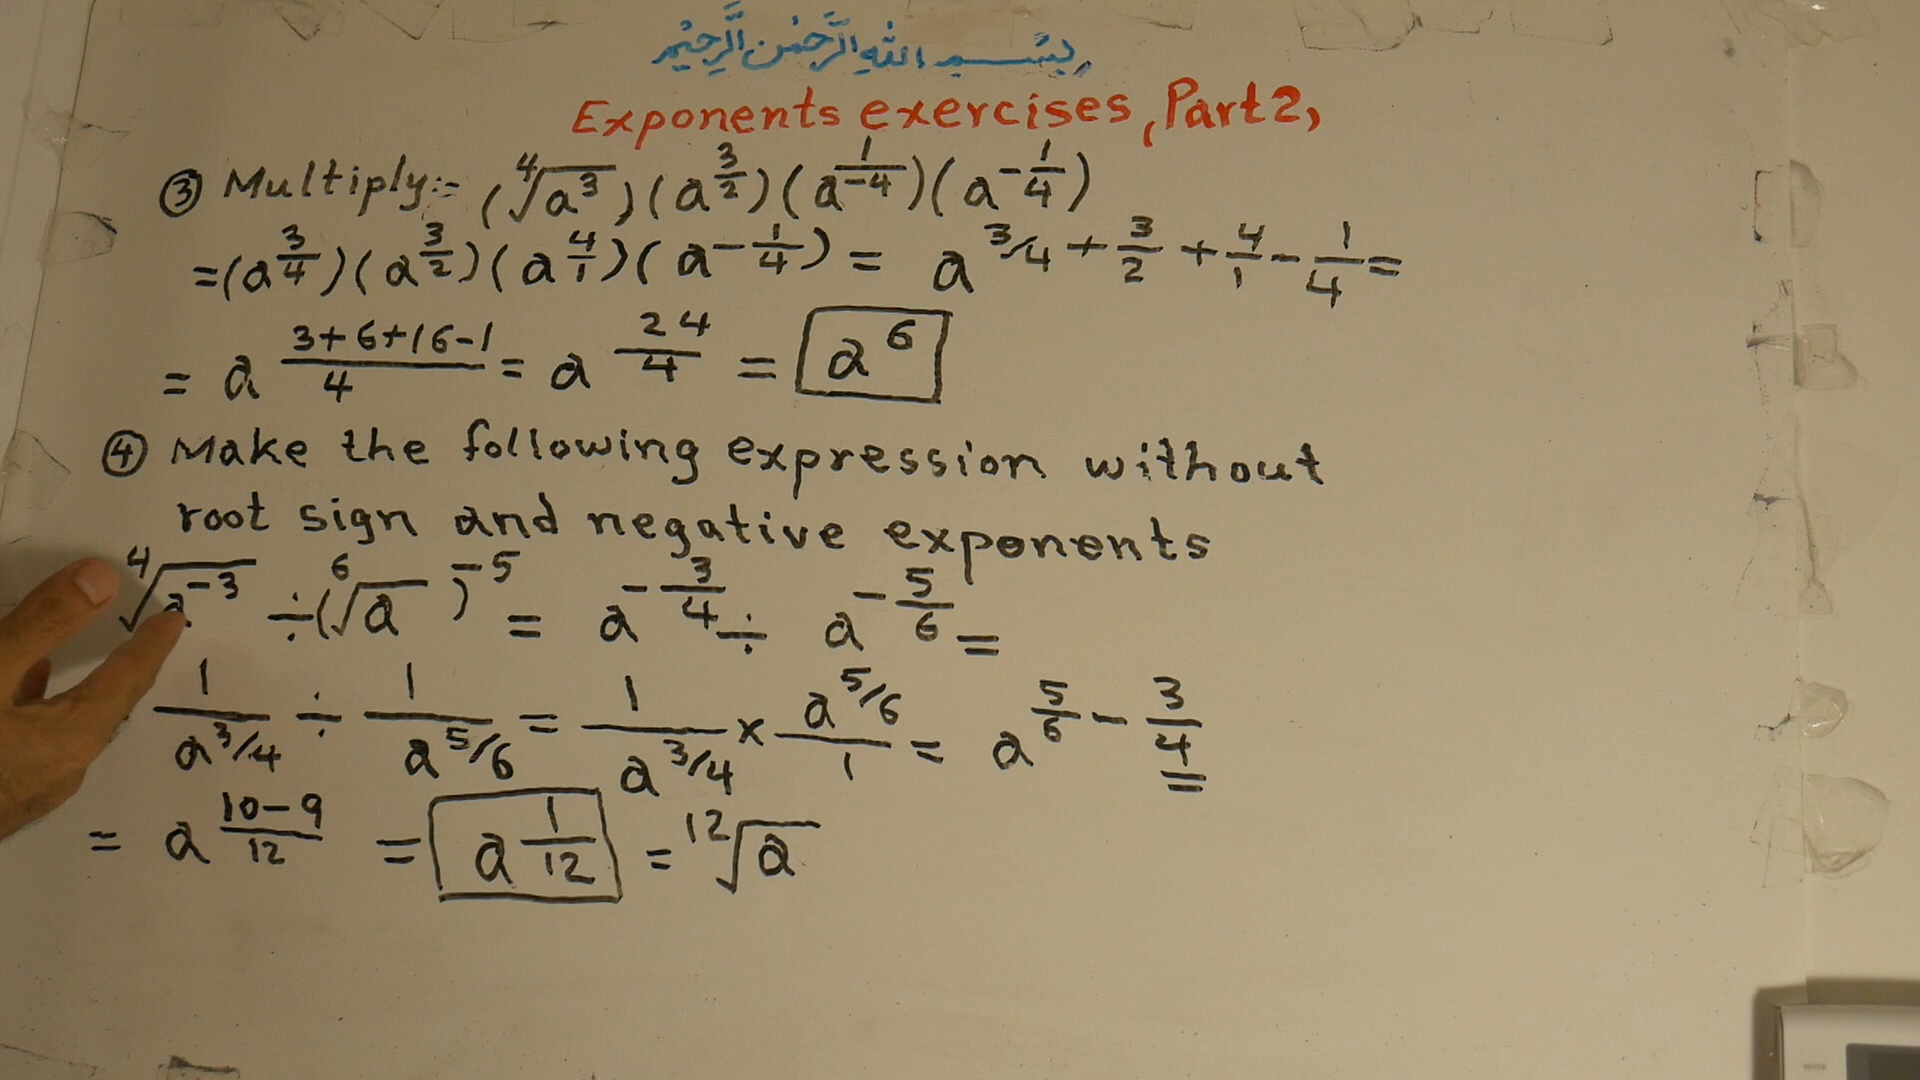 بِسْــــمِ اللهِ الرَّحْمٰنِ الرَّحِيْمِ
Exponents exercises, Part 2,
③ Multiply:- (⁴√a³)(a^3/2)(a^1/-4)(a^-1/4)
=(a^3/4)(a^3/2)(a^4/1)(a^-1/4) = a^3/4+3/2+4/1-1/4 =
= a^(3+6+16-1)/4 = a^24/4 = a^6
④ Make the following expression without
root sign and negative exponents
⁴√a^-3 ÷ (⁶√a)^-5 = a^-3/4 ÷ a^-5/6 =
1/a^3/4 ÷ 1/a^5/6 = 1/a^3/4 × a^5/6/1 = a^5/6-3/4 =
= a^(10-9)/12 = a^1/12 = ¹²√a
MODE